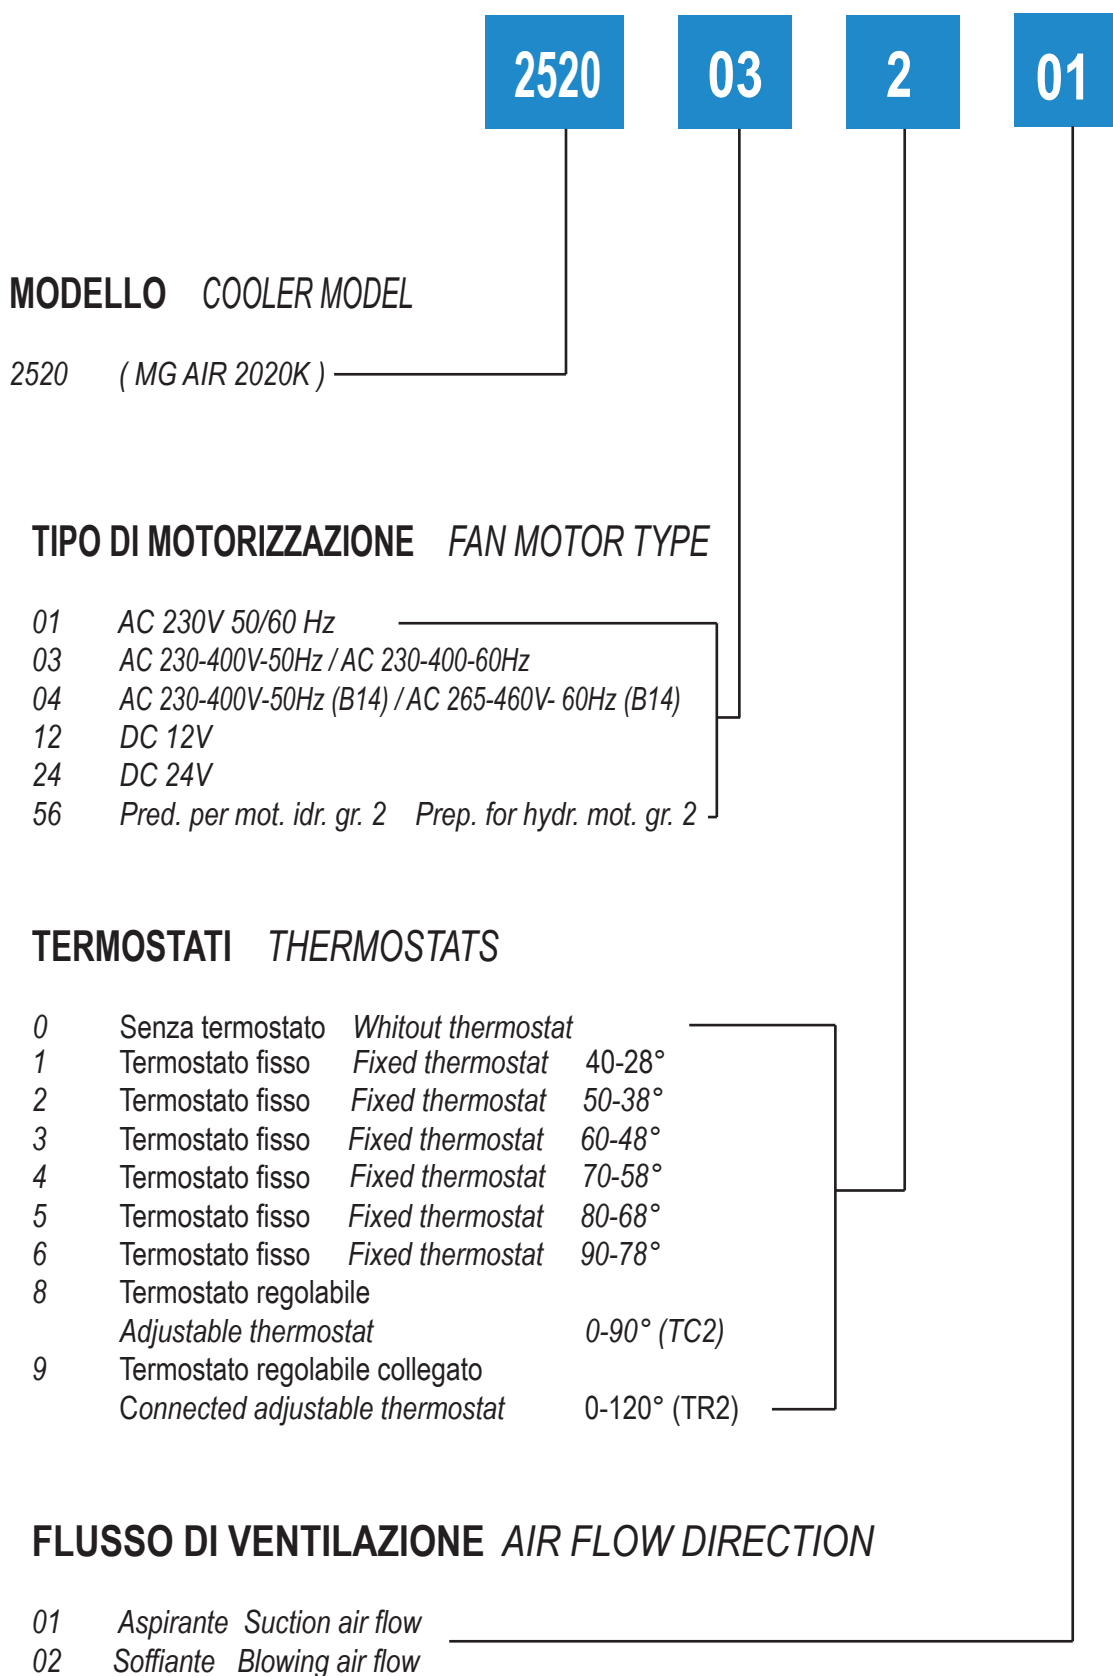 2520 03 2 01
MODELLO COOLER MODEL
2520 ( MG AIR 2020K )
TIPO DI MOTORIZZAZIONE FAN MOTOR TYPE
01 AC 230V 50/60 Hz
03 AC 230-400V-50Hz / AC 230-400-60Hz
04 AC 230-400V-50Hz (B14) / AC 265-460V- 60Hz (B14)
12 DC 12V
24 DC 24V
56 Pred. per mot. idr. gr. 2 Prep. for hydr. mot. gr. 2
TERMOSTATI THERMOSTATS
0 Senza termostato Whitout thermostat
1 Termostato fisso Fixed thermostat 40-28°
2 Termostato fisso Fixed thermostat 50-38°
3 Termostato fisso Fixed thermostat 60-48°
4 Termostato fisso Fixed thermostat 70-58°
5 Termostato fisso Fixed thermostat 80-68°
6 Termostato fisso Fixed thermostat 90-78°
8 Termostato regolabile
Adjustable thermostat 0-90° (TC2)
9 Termostato regolabile collegato
Connected adjustable thermostat 0-120° (TR2)
FLUSSO DI VENTILAZIONE AIR FLOW DIRECTION
01 Aspirante Suction air flow
02 Soffiante Blowing air flow